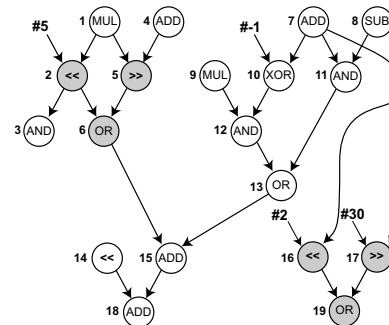 #5 1 MUL 4 ADD 7 ADD 8 SUB
#-1
2 << 5 >> 9 MUL 10 XOR 11 AND
3 AND 6 OR 12 AND
13 OR
#2 #30
14 << 15 ADD 16 << 17 >>
18 ADD 19 OR